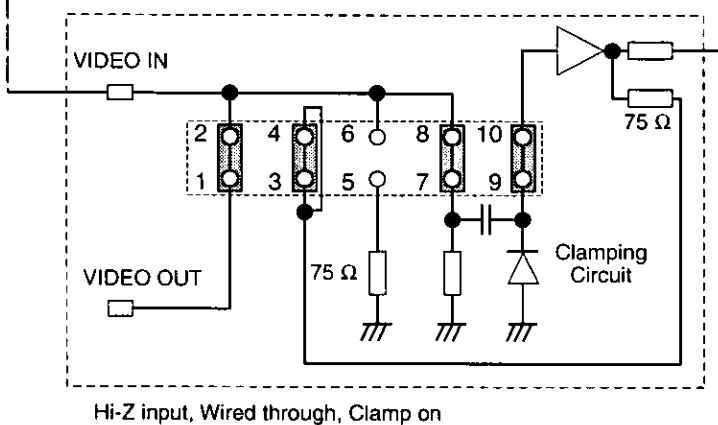 VIDEO IN
75 Ω
2 4 6 8 10
1 3 5 7 9
VIDEO OUT
75 Ω
Clamping
Circuit
Hi-Z input, Wired through, Clamp on